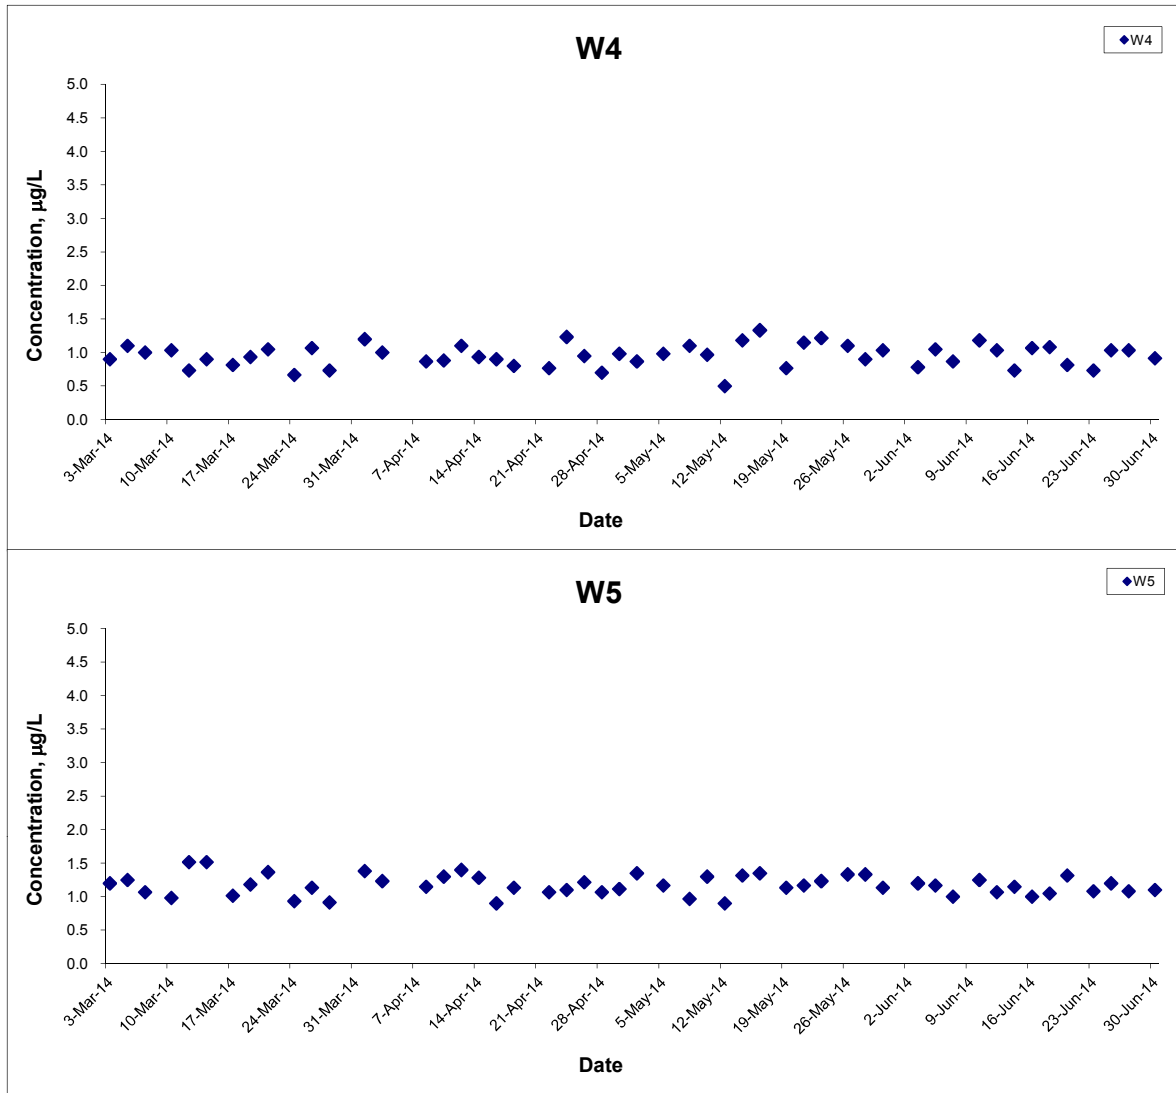 W4
W4
5.0
4.5
4.0
3.5
3.0
2.5
2.0
1.5
1.0
0.5
0.0
Concentration, µg/L
3-Mar-14
10-Mar-14
17-Mar-14
24-Mar-14
31-Mar-14
7-Apr-14
14-Apr-14
21-Apr-14
28-Apr-14
5-May-14
12-May-14
19-May-14
26-May-14
2-Jun-14
9-Jun-14
16-Jun-14
23-Jun-14
30-Jun-14
Date
W5
W5
5.0
4.5
4.0
3.5
3.0
2.5
2.0
1.5
1.0
0.5
0.0
Concentration, µg/L
3-Mar-14
10-Mar-14
17-Mar-14
24-Mar-14
31-Mar-14
7-Apr-14
14-Apr-14
21-Apr-14
28-Apr-14
5-May-14
12-May-14
19-May-14
26-May-14
2-Jun-14
9-Jun-14
16-Jun-14
23-Jun-14
30-Jun-14
Date